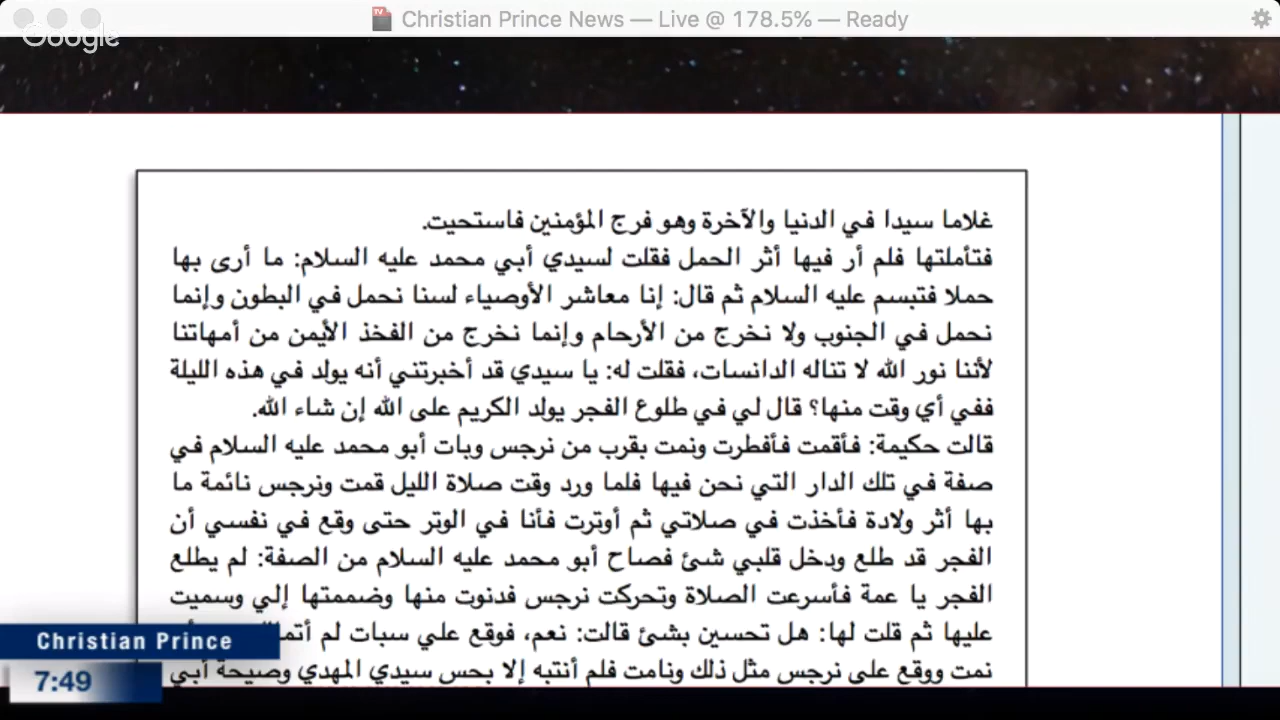 Christian Prince News — Live @ 178.5% — Ready
Google
غلاما سيدا في الدنيا والآخرة وهو فرج المؤمنين فاستحيت.
فتأملتها فلم أر فيها أثر الحمل فقلت لسيدي أبي محمد عليه السلام: ما أرى بها
حملا فتبسم عليه السلام ثم قال: إنا معاشر الأوصياء لسنا نحمل في البطون وإنما
نحمل في الجنوب ولا نخرج من الأرحام وإنما نخرج من الفخذ الأيمن من أمهاتنا
لأننا نور الله لا تناله الدانسات، فقلت له: يا سيدي قد أخبرتني أنه يولد في هذه الليلة
ففي أي وقت منها؟ قال لي في طلوع الفجر يولد الكريم على الله إن شاء الله.
قالت حكيمة: فأقمت فأفطرت ونمت بقرب من نرجس وبات أبو محمد عليه السلام في
صفة في تلك الدار التي نحن فيها فلما ورد وقت صلاة الليل قمت ونرجس نائمة ما
بها أثر ولادة فأخذت في صلاتي ثم أوترت فأنا في الوتر حتى وقع في نفسي أن
الفجر قد طلع ودخل قلبي شئ فصاح أبو محمد عليه السلام من الصفة: لم يطلع
الفجر يا عمة فأسرعت الصلاة وتحركت نرجس فدنوت منها وضممتها إلي وسميت
عليها ثم قلت لها: هل تحسين بشئ قالت: نعم، فوقع علي سبات لم
نمت ووقع على نرجس مثل ذلك ونامت فلم أنتبه إلا بحس سيدي المهدي وصيحة أبي
Christian Prince
7:49